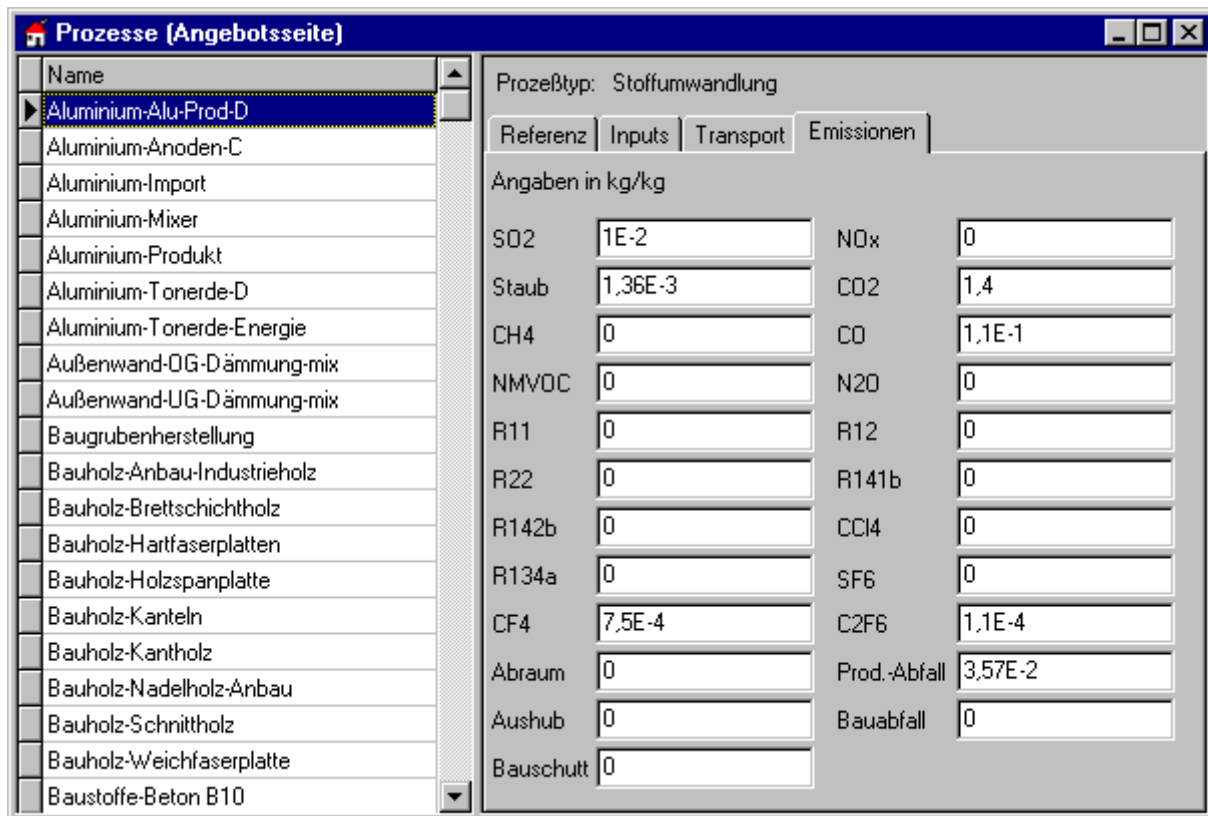 Prozesse (Angebotsseite)
Name
Aluminium-Alu-Prod-D
Aluminium-Anoden-C
Aluminium-Import
Aluminium-Mixer
Aluminium-Produkt
Aluminium-Tonerde-D
Aluminium-Tonerde-Energie
Außenwand-OG-Dämmung-mix
Außenwand-UG-Dämmung-mix
Baugrubenherstellung
Bauholz-Anbau-Industrieholz
Bauholz-Brettschichtholz
Bauholz-Hartfaserplatten
Bauholz-Holzspanplatte
Bauholz-Kanteln
Bauholz-Kantholz
Bauholz-Nadelholz-Anbau
Bauholz-Schnittholz
Bauholz-Weichfaserplatte
Baustoffe-Beton B10
Prozeßtyp: Stoffumwandlung
Referenz Inputs Transport Emissionen
Angaben in kg/kg
SO2 1E-2 NOx 0
Staub 1,36E-3 CO2 1,4
CH4 0 CO 1,1E-1
NMVOC 0 N2O 0
R11 0 R12 0
R22 0 R141b 0
R142b 0 CCl4 0
R134a 0 SF6 0
CF4 7,5E-4 C2F6 1,1E-4
Abraum 0 Prod.-Abfall 3,57E-2
Aushub 0 Bauabfall 0
Bauschutt 0